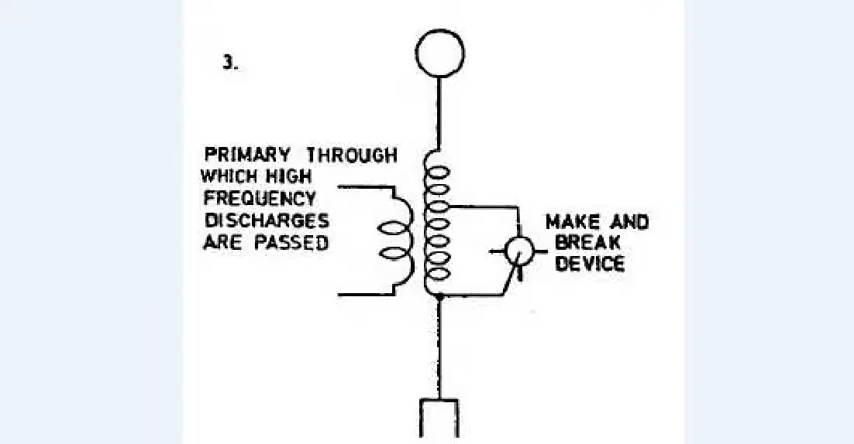 3.
PRIMARY THROUGH
WHICH HIGH
FREQUENCY
DISCHARGES
ARE PASSED
MAKE AND
BREAK
DEVICE